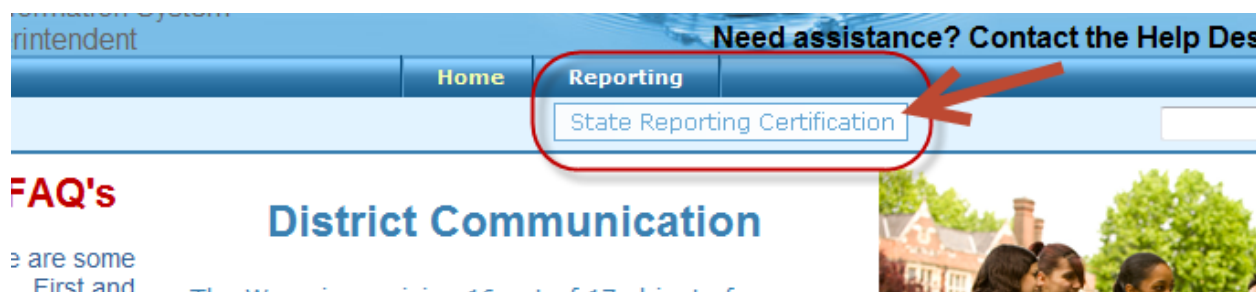 rintendent
Need assistance? Contact the Help Des
Home Reporting
State Reporting Certification
FAQ's
District Communication
e are some
First and